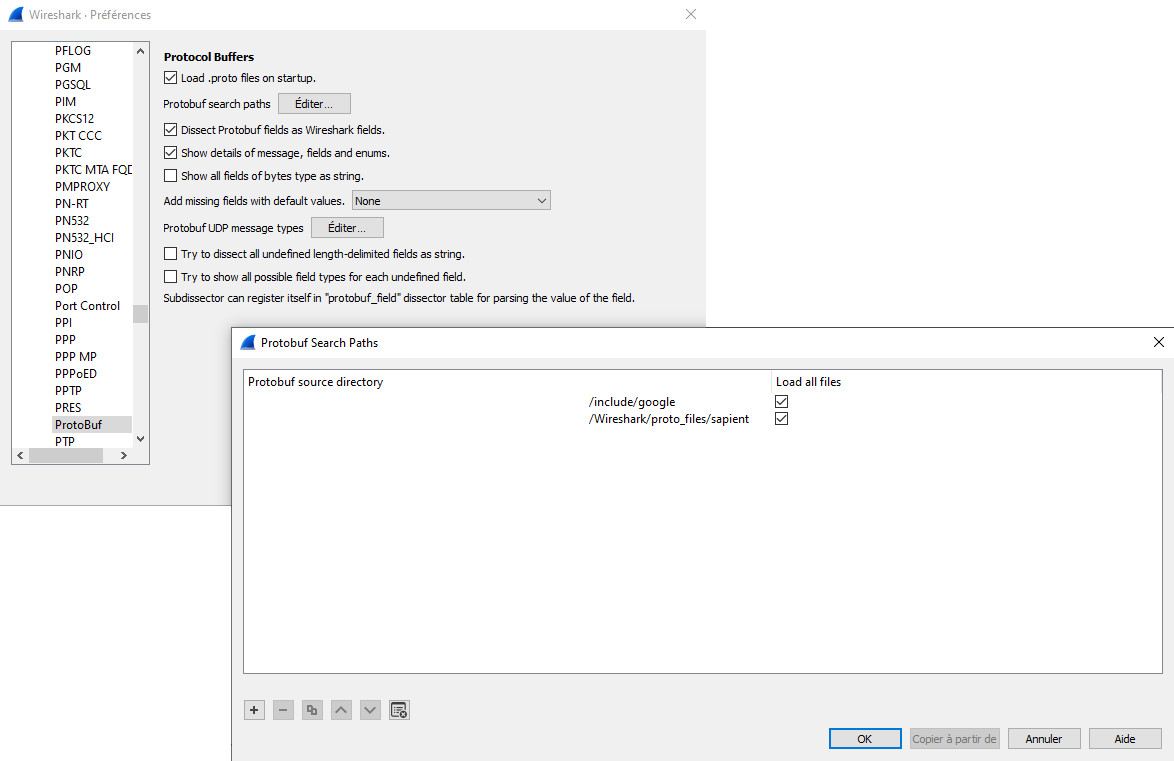 Wireshark · Préférences
PFLOG
PGM
PGSQL
PIM
PKCS12
PKT CCC
PKTC
PKTC MTA FQD
PMPROXY
PN-RT
PN532
PN532_HCI
PNIO
PNRP
POP
Port Control
PPI
PPP
PPP MP
PPPoED
PPTP
PRES
ProtoBuf
PTP
Protocol Buffers
Load .proto files on startup.
Protobuf search paths Éditer...
Dissect Protobuf fields as Wireshark fields.
Show details of message, fields and enums.
Show all fields of bytes type as string.
Add missing fields with default values. None
Protobuf UDP message types Éditer...
Try to dissect all undefined length-delimited fields as string.
Try to show all possible field types for each undefined field.
Subdissector can register itself in "protobuf_field" dissector table for parsing the value of the field.
Protobuf Search Paths
Protobuf source directory Load all files
/include/google
/Wireshark/proto_files/sapient
OK Copier à partir de Annuler Aide